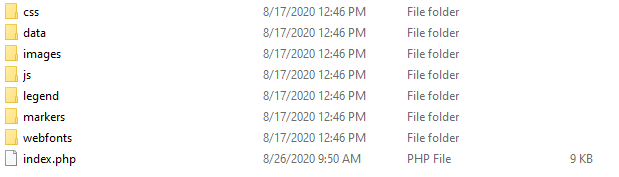 css 8/17/2020 12:46 PM File folder
data 8/17/2020 12:46 PM File folder
images 8/17/2020 12:46 PM File folder
js 8/17/2020 12:46 PM File folder
legend 8/17/2020 12:46 PM File folder
markers 8/17/2020 12:46 PM File folder
webfonts 8/17/2020 12:46 PM File folder
index.php 8/26/2020 9:50 AM PHP File 9 KB